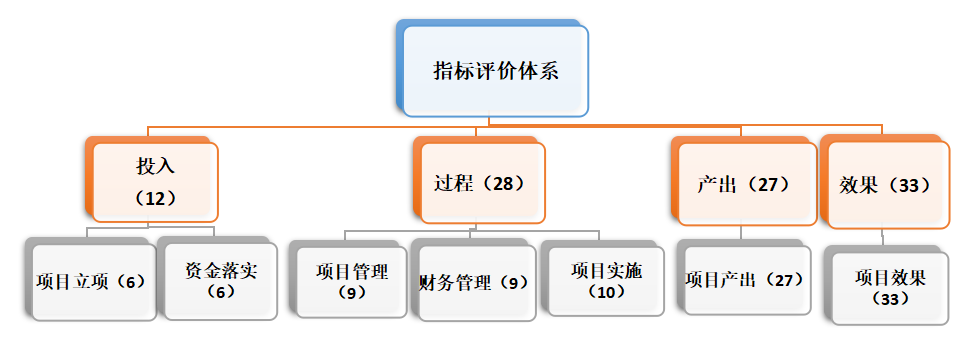 指标评价体系
投入
（12）
过程（28）
产出（27）
效果（33）
项目立项（6）
资金落实
（6）
项目管理
（9）
财务管理（9）
项目实施
（10）
项目产出（27）
项目效果
（33）